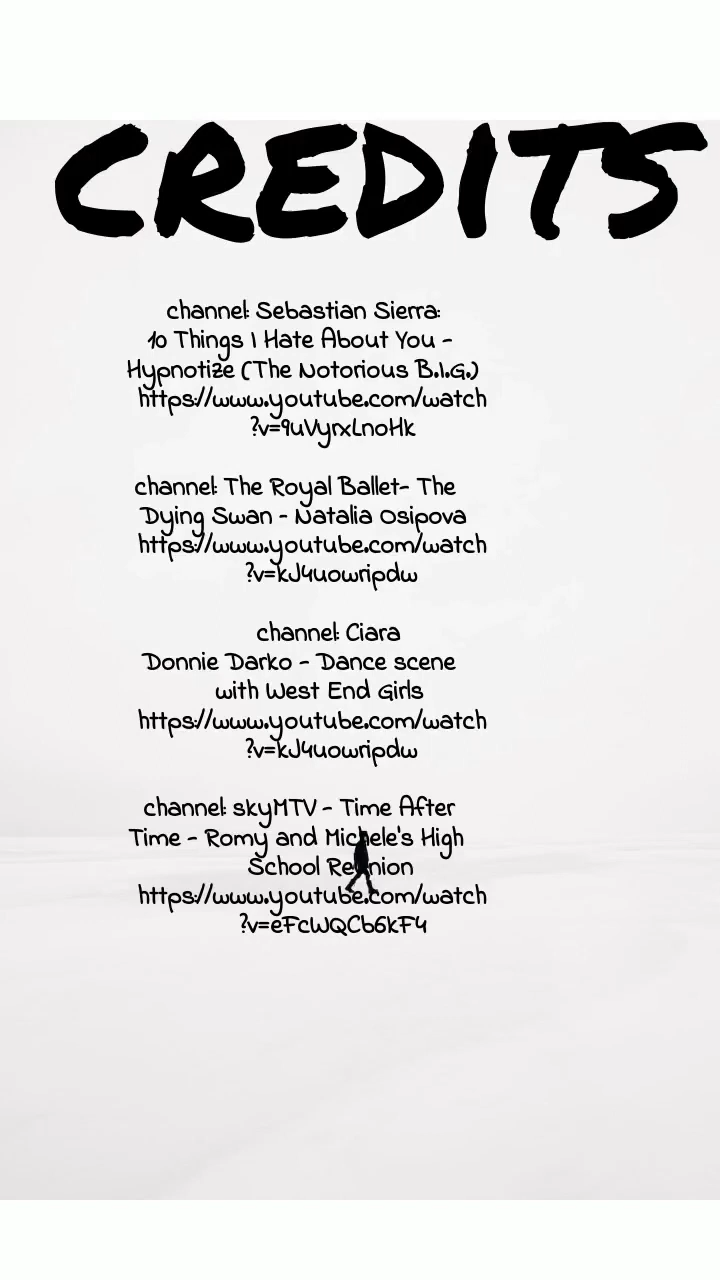 CREDITS
channel: Sebastian Sierra:
10 Things I Hate About You -
Hypnotize (The Notorious B.I.G.)
https://www.youtube.com/watch
?v=9uVyrxLnoHk
channel: The Royal Ballet- The
Dying Swan - Natalia Osipova
https://www.youtube.com/watch
?v=kJ4uowripdw
channel: Ciara
Donnie Darko - Dance scene
with West End Girls
https://www.youtube.com/watch
?v=kJ4uowripdw
channel: skyMTV - Time After
Time - Romy and Michele's High
School Reunion
https://www.youtube.com/watch
?v=eFcWQCb6kF4